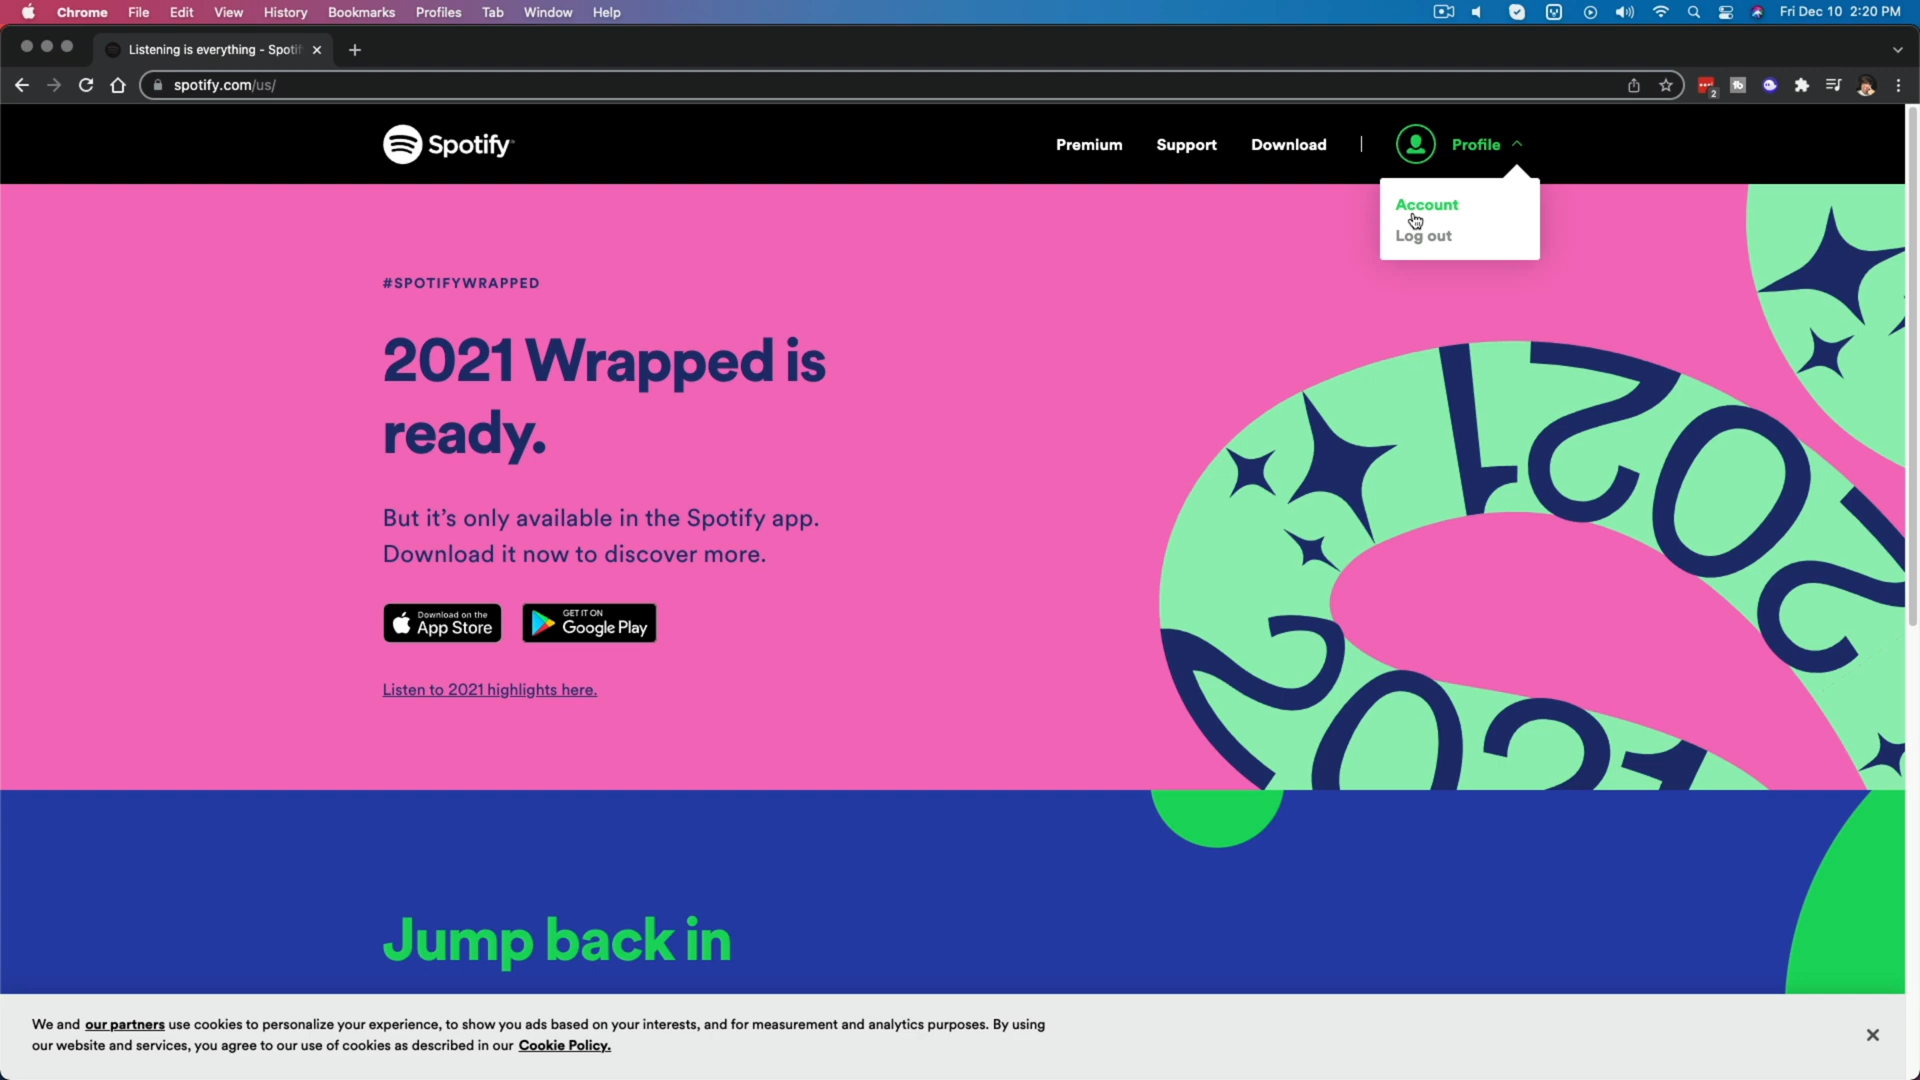 Chrome File Edit View History Bookmarks Profiles Tab Window Help
Fri Dec 10 2:20 PM
Listening is everything - Spotif
spotify.com/us/
2
Spotify
Premium Support Download | Profile
Account
Log out
#SPOTIFYWRAPPED
2021 Wrapped is
ready.
But it's only available in the Spotify app.
Download it now to discover more.
Download on the
App Store
GET IT ON
Google Play
Listen to 2021 highlights here.
2021
2021
Jump back in
We and our partners use cookies to personalize your experience, to show you ads based on your interests, and for measurement and analytics purposes. By using
our website and services, you agree to our use of cookies as described in our Cookie Policy.